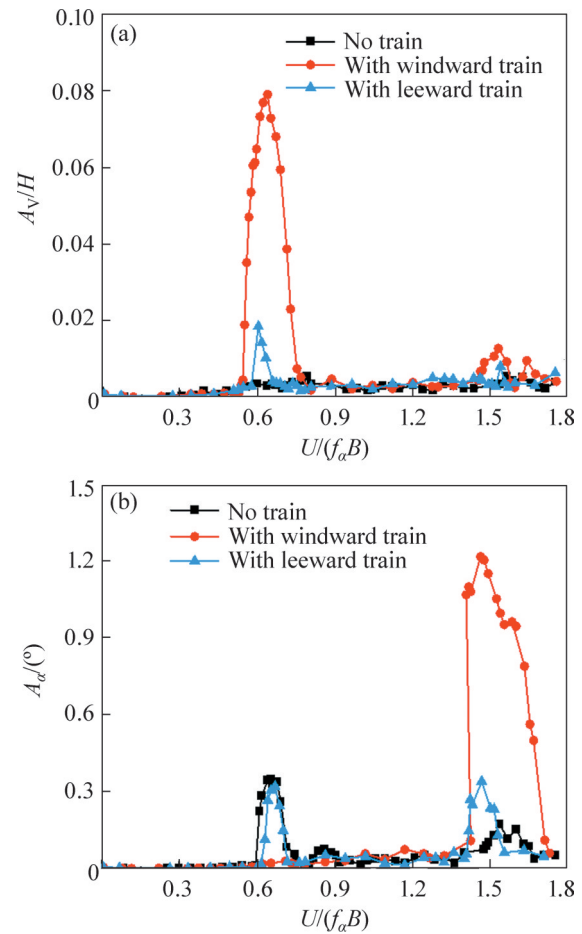 (a)
No train
With windward train
With leeward train
0.10
0.08
0.06
0.04
0.02
0
A_V/H
0.3
0.6
0.9
1.2
1.5
1.8
U/(f_αB)
(b)
No train
With windward train
With leeward train
1.5
1.2
0.9
0.6
0.3
0
A_α/(º)
0.3
0.6
0.9
1.2
1.5
1.8
U/(f_αB)